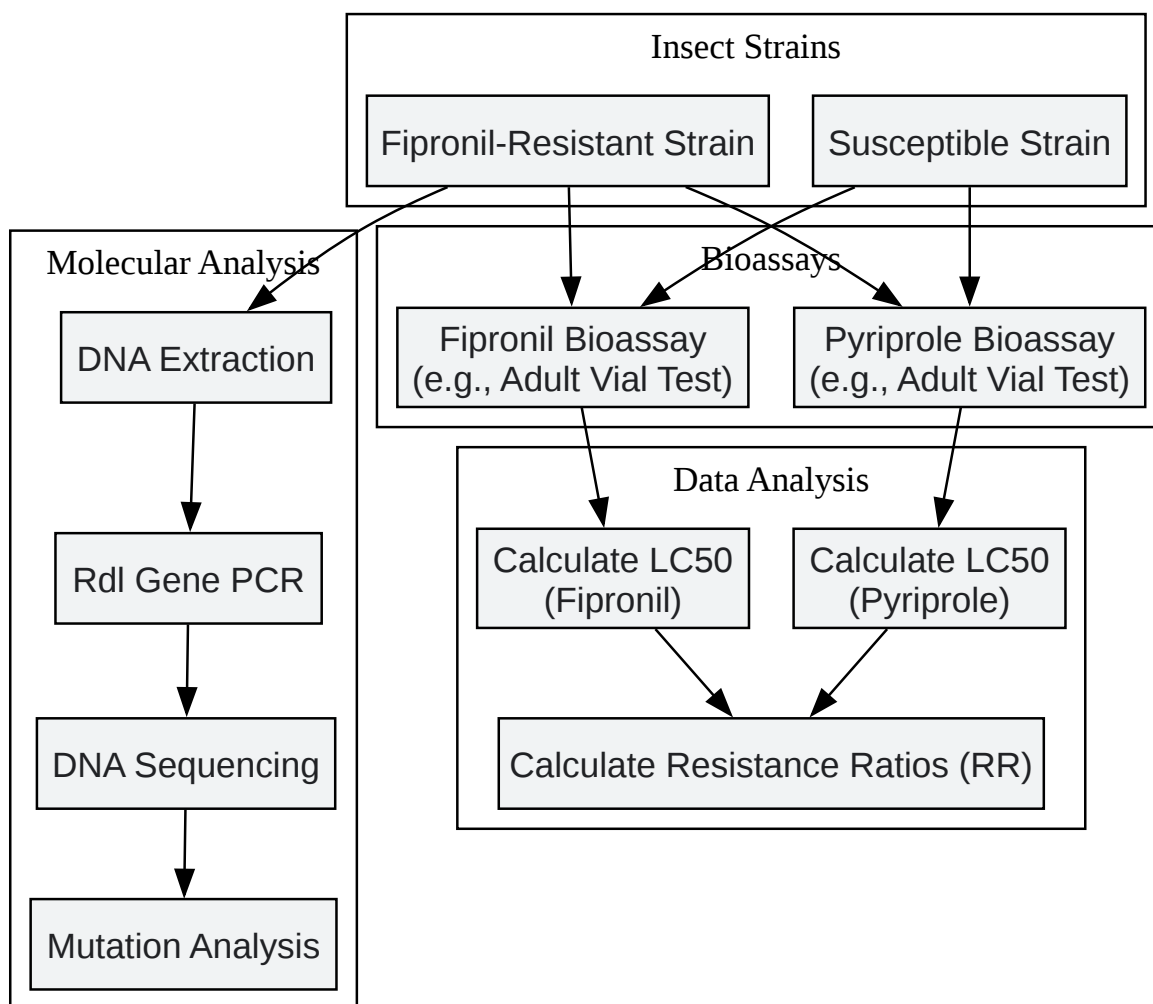 Insect Strains
Fipronil-Resistant Strain
Susceptible Strain
Molecular Analysis
Bioassays
DNA Extraction
Fipronil Bioassay
(e.g., Adult Vial Test)
Pyriprole Bioassay
(e.g., Adult Vial Test)
Data Analysis
Rdl Gene PCR
Calculate LC50
(Fipronil)
Calculate LC50
(Pyriprole)
DNA Sequencing
Calculate Resistance Ratios (RR)
Mutation Analysis